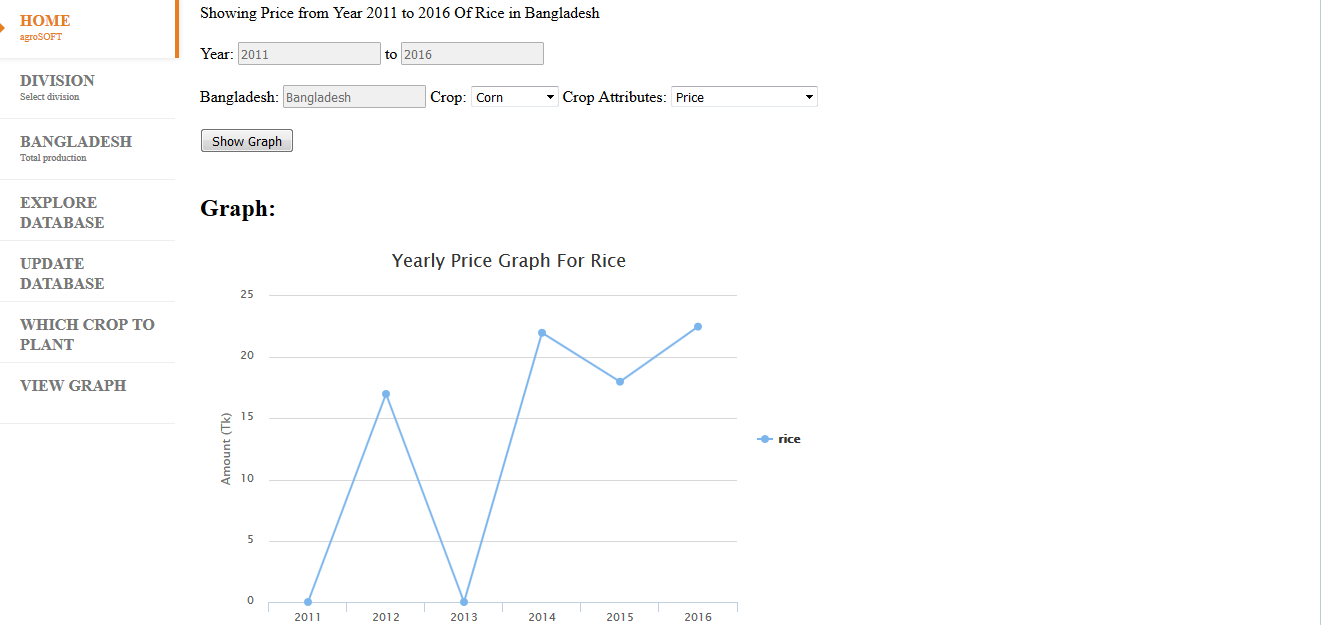 HOME
agroSOFT
DIVISION
Select division
BANGLADESH
Total production
EXPLORE
DATABASE
UPDATE
DATABASE
WHICH CROP TO
PLANT
VIEW GRAPH
Showing Price from Year 2011 to 2016 Of Rice in Bangladesh
Year: 2011 to 2016
Bangladesh: Bangladesh Crop: Corn Crop Attributes: Price
Show Graph
Graph:
Yearly Price Graph For Rice
Amount (Tk)
25
20
15
10
5
0
2011 2012 2013 2014 2015 2016
rice